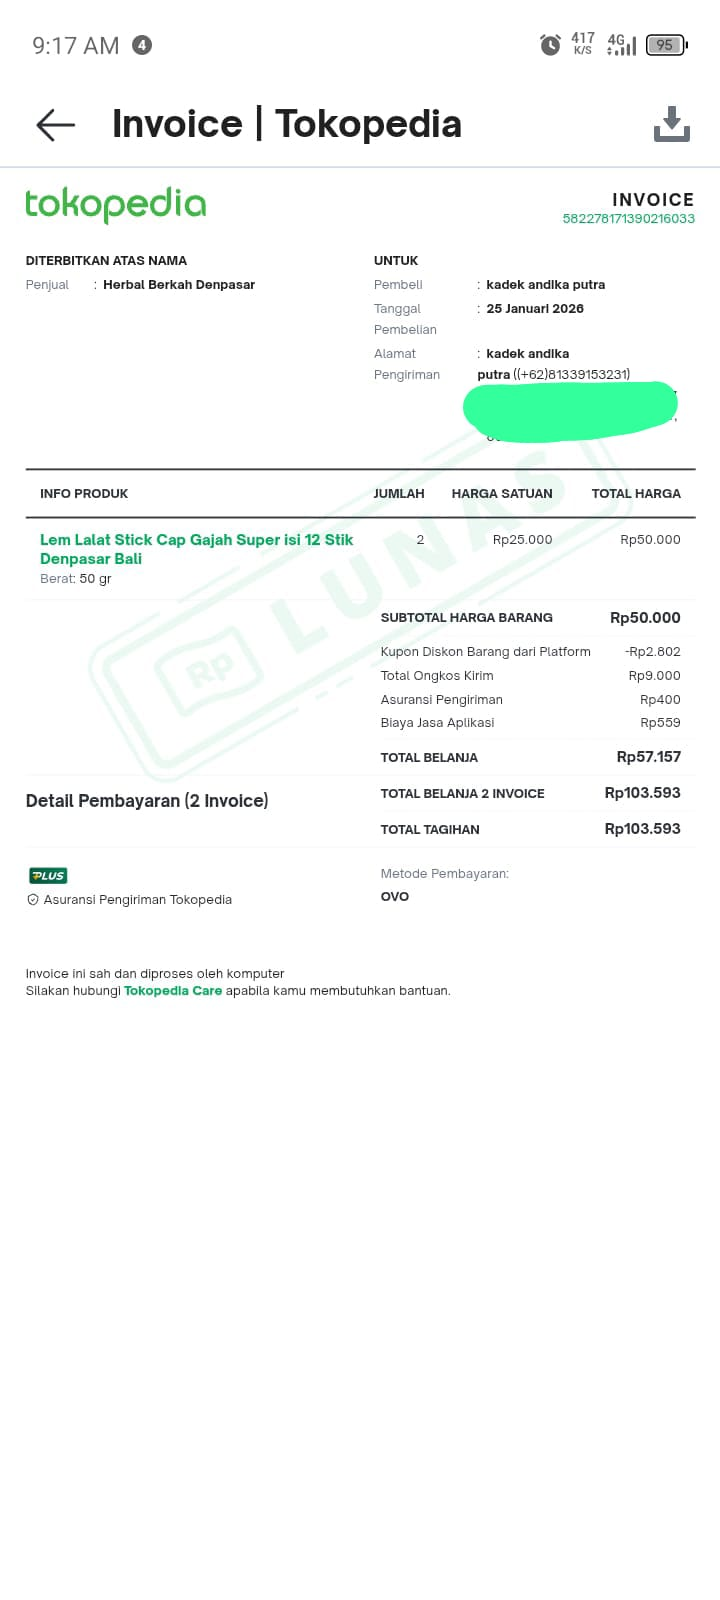 9:17 AM 4
417 K/S 4G 95
Invoice | Tokopedia
tokopedia
INVOICE
582278171390216033
DITERBITKAN ATAS NAMA
Penjual : Herbal Berkah Denpasar
UNTUK
Pembeli : kadek andika putra
Tanggal : 25 Januari 2026
Pembelian
Alamat : kadek andika
Pengiriman putra ((+62)81339153231)
INFO PRODUK JUMLAH HARGA SATUAN TOTAL HARGA
Lem Lalat Stick Cap Gajah Super isi 12 Stik 2 Rp25.000 Rp50.000
Denpasar Bali
Berat: 50 gr
RP LUNAS
SUBTOTAL HARGA BARANG Rp50.000
Kupon Diskon Barang dari Platform -Rp2.802
Total Ongkos Kirim Rp9.000
Asuransi Pengiriman Rp400
Biaya Jasa Aplikasi Rp559
TOTAL BELANJA Rp57.157
Detail Pembayaran (2 Invoice)
TOTAL BELANJA 2 INVOICE Rp103.593
TOTAL TAGIHAN Rp103.593
PLUS
Asuransi Pengiriman Tokopedia
Metode Pembayaran:
OVO
Invoice ini sah dan diproses oleh komputer
Silakan hubungi Tokopedia Care apabila kamu membutuhkan bantuan.